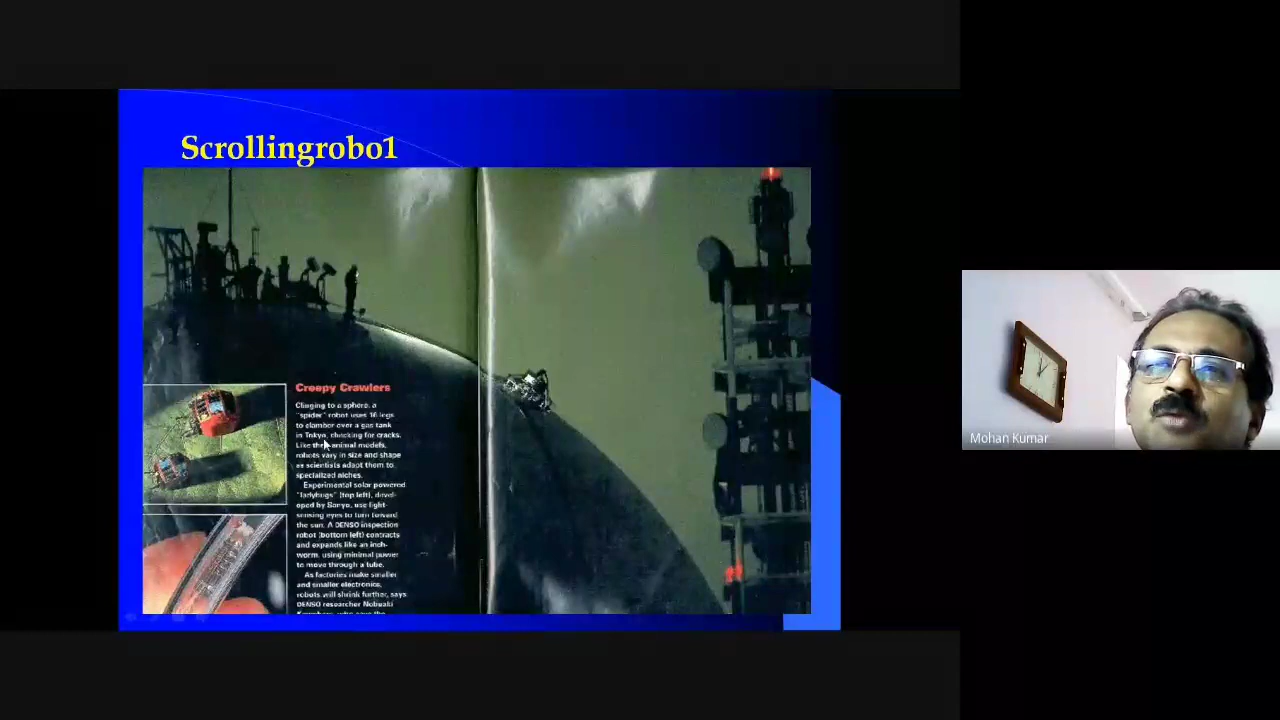 Scrollingrobo1
Creepy Crawlers
Clinging to a sphere, a
"spider" robot uses 16 legs
to clamber over a gas tank
in Tokyo, checking for cracks.
Like their animal models,
robots vary in size and shape
as scientists adapt them to
specialized niches.
Experimental solar powered
"ladybugs" (top left), devel-
oped by Sanyo, use light-
sensing eyes to turn toward
the sun. A DENSO inspection
robot (bottom left) contracts
and expands like an inch-
worm, using minimal power
to move through a tube.
As factories make smaller
and smaller electronics,
robots will shrink further, says
DENSO researcher Nobuaki
Mohan Kumar